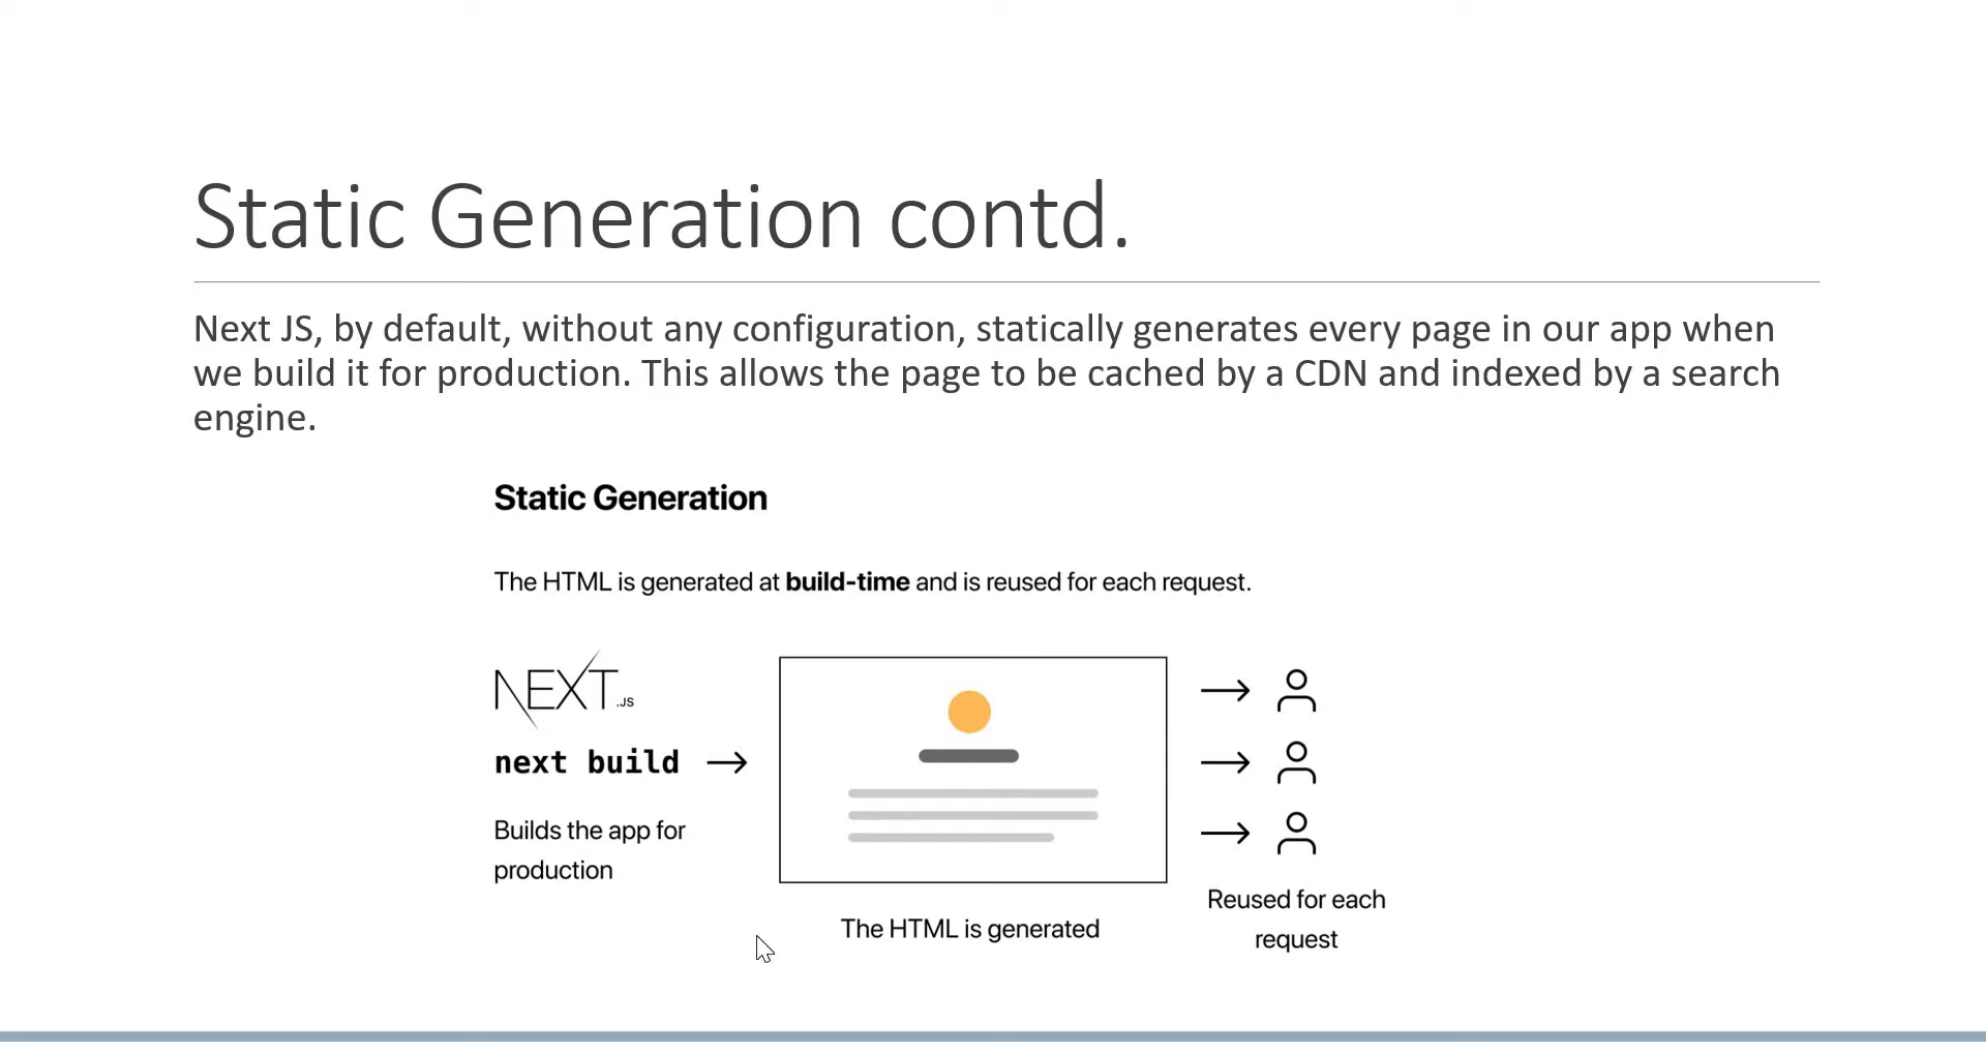 Static Generation contd.
Next JS, by default, without any configuration, statically generates every page in our app when
we build it for production. This allows the page to be cached by a CDN and indexed by a search
engine.
Static Generation
The HTML is generated at build-time and is reused for each request.
NEXT.JS
next build
Builds the app for
production
The HTML is generated
Reused for each
request